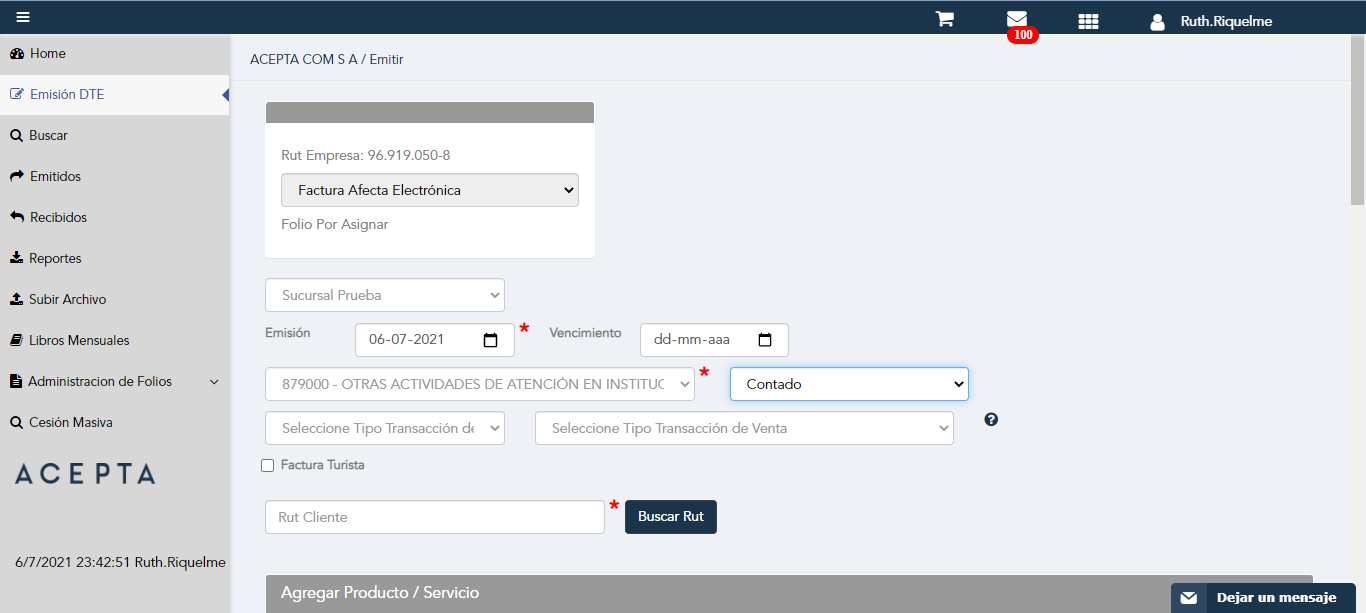 Ruth.Riquelme
100
Home
Emisión DTE
Buscar
Emitidos
Recibidos
Reportes
Subir Archivo
Libros Mensuales
Administracion de Folios
Cesión Masiva
ACEPTA
6/7/2021 23:42:51 Ruth.Riquelme
ACEPTA COM S A / Emitir
Rut Empresa: 96.919.050-8
Factura Afecta Electrónica
Folio Por Asignar
Sucursal Prueba
Emisión 06-07-2021 * Vencimiento dd-mm-aaa
879000 - OTRAS ACTIVIDADES DE ATENCIÓN EN INSTITUC * Contado
Seleccione Tipo Transacción de Seleccione Tipo Transacción de Venta ?
Factura Turista
Rut Cliente * Buscar Rut
Agregar Producto / Servicio
Dejar un mensaje